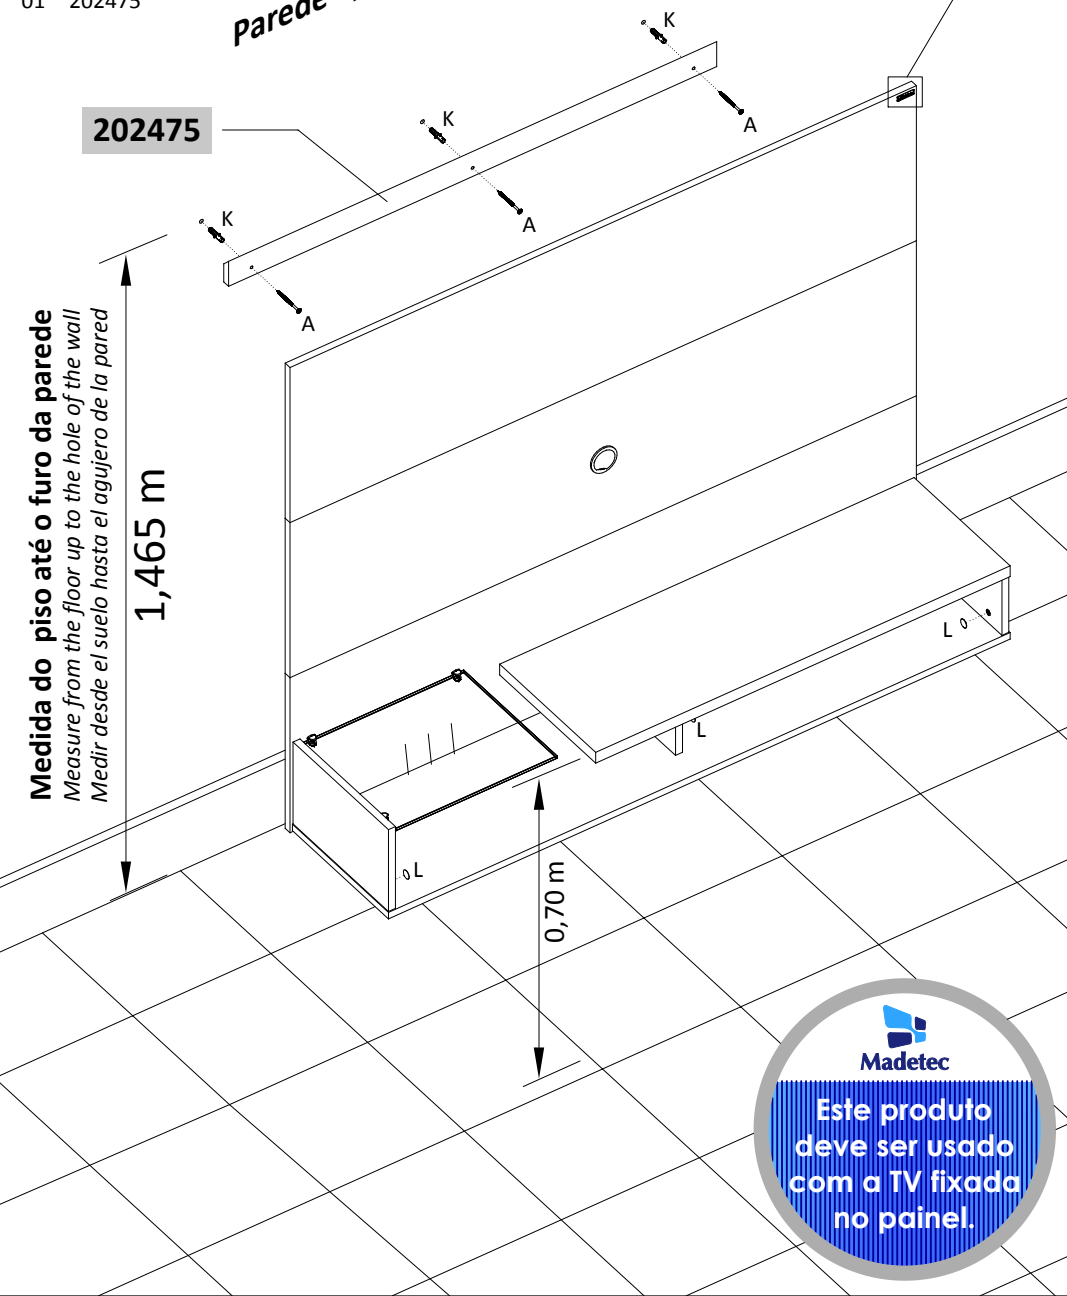 01 202475
Parede
K
K
202475
A
K
A
A
Medida do piso até o furo da parede
Measure from the floor up to the hole of the wall
Medir desde el suelo hasta el agujero de la pared
1,465 m
L
L
L
0,70 m
Madetec
Este produto
deve ser usado
com a TV fixada
no painel.